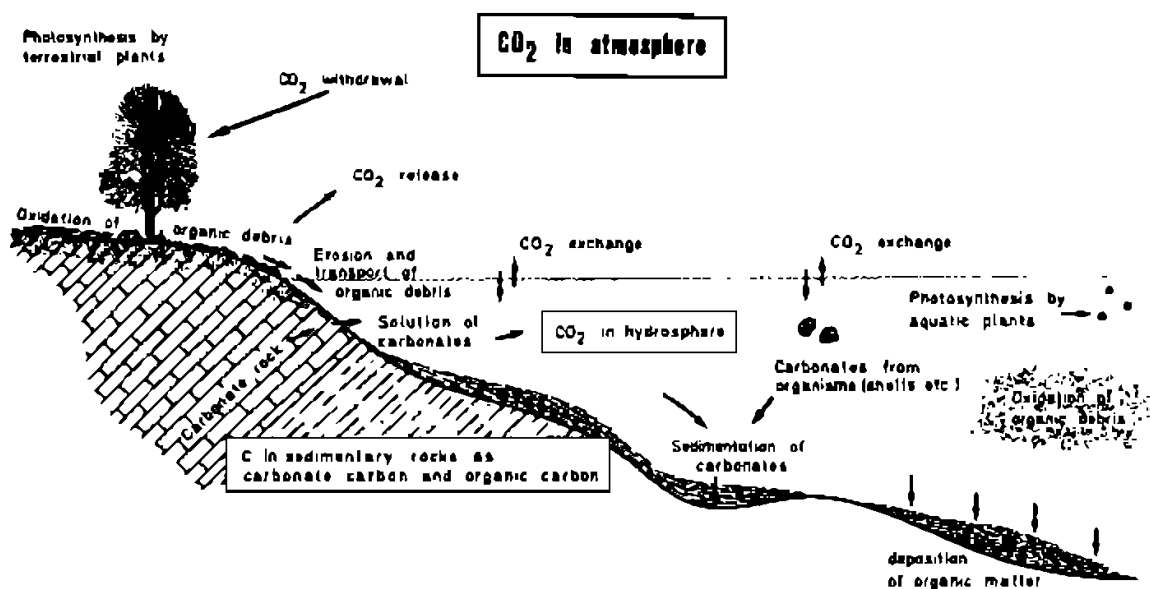 CO2 in atmosphere
Photosynthesis by
terrestrial plants
CO2 withdrawal
CO2 release
Oxidation of organic debris
Erosion and
transport of
organic debris
CO2 exchange
CO2 exchange
Photosynthesis by
aquatic plants
Solution of
carbonates
CO2 in hydrosphere
Carbonate rock
Carbonates from
organisms (shells etc)
Oxidation of
organic debris
C in sedimentary rocks as
carbonate carbon and organic carbon
Sedimentation of
carbonates
deposition
of organic matter